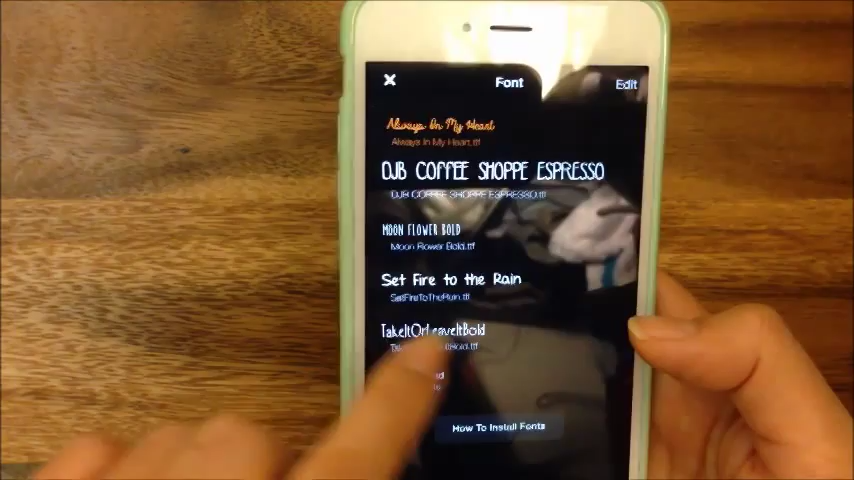 Font
Edit
Always In My Heart
Always In My Heart.ttf
DJB COFFEE SHOPPE ESPRESSO
DJB COFFEE SHOPPE ESPRESSO.ttf
MOON FLOWER BOLD
Moon Flower Bold.ttf
Set Fire to the Rain
SetFireToTheRain.ttf
TakeItOrLeaveItBold
How To Install Fonts